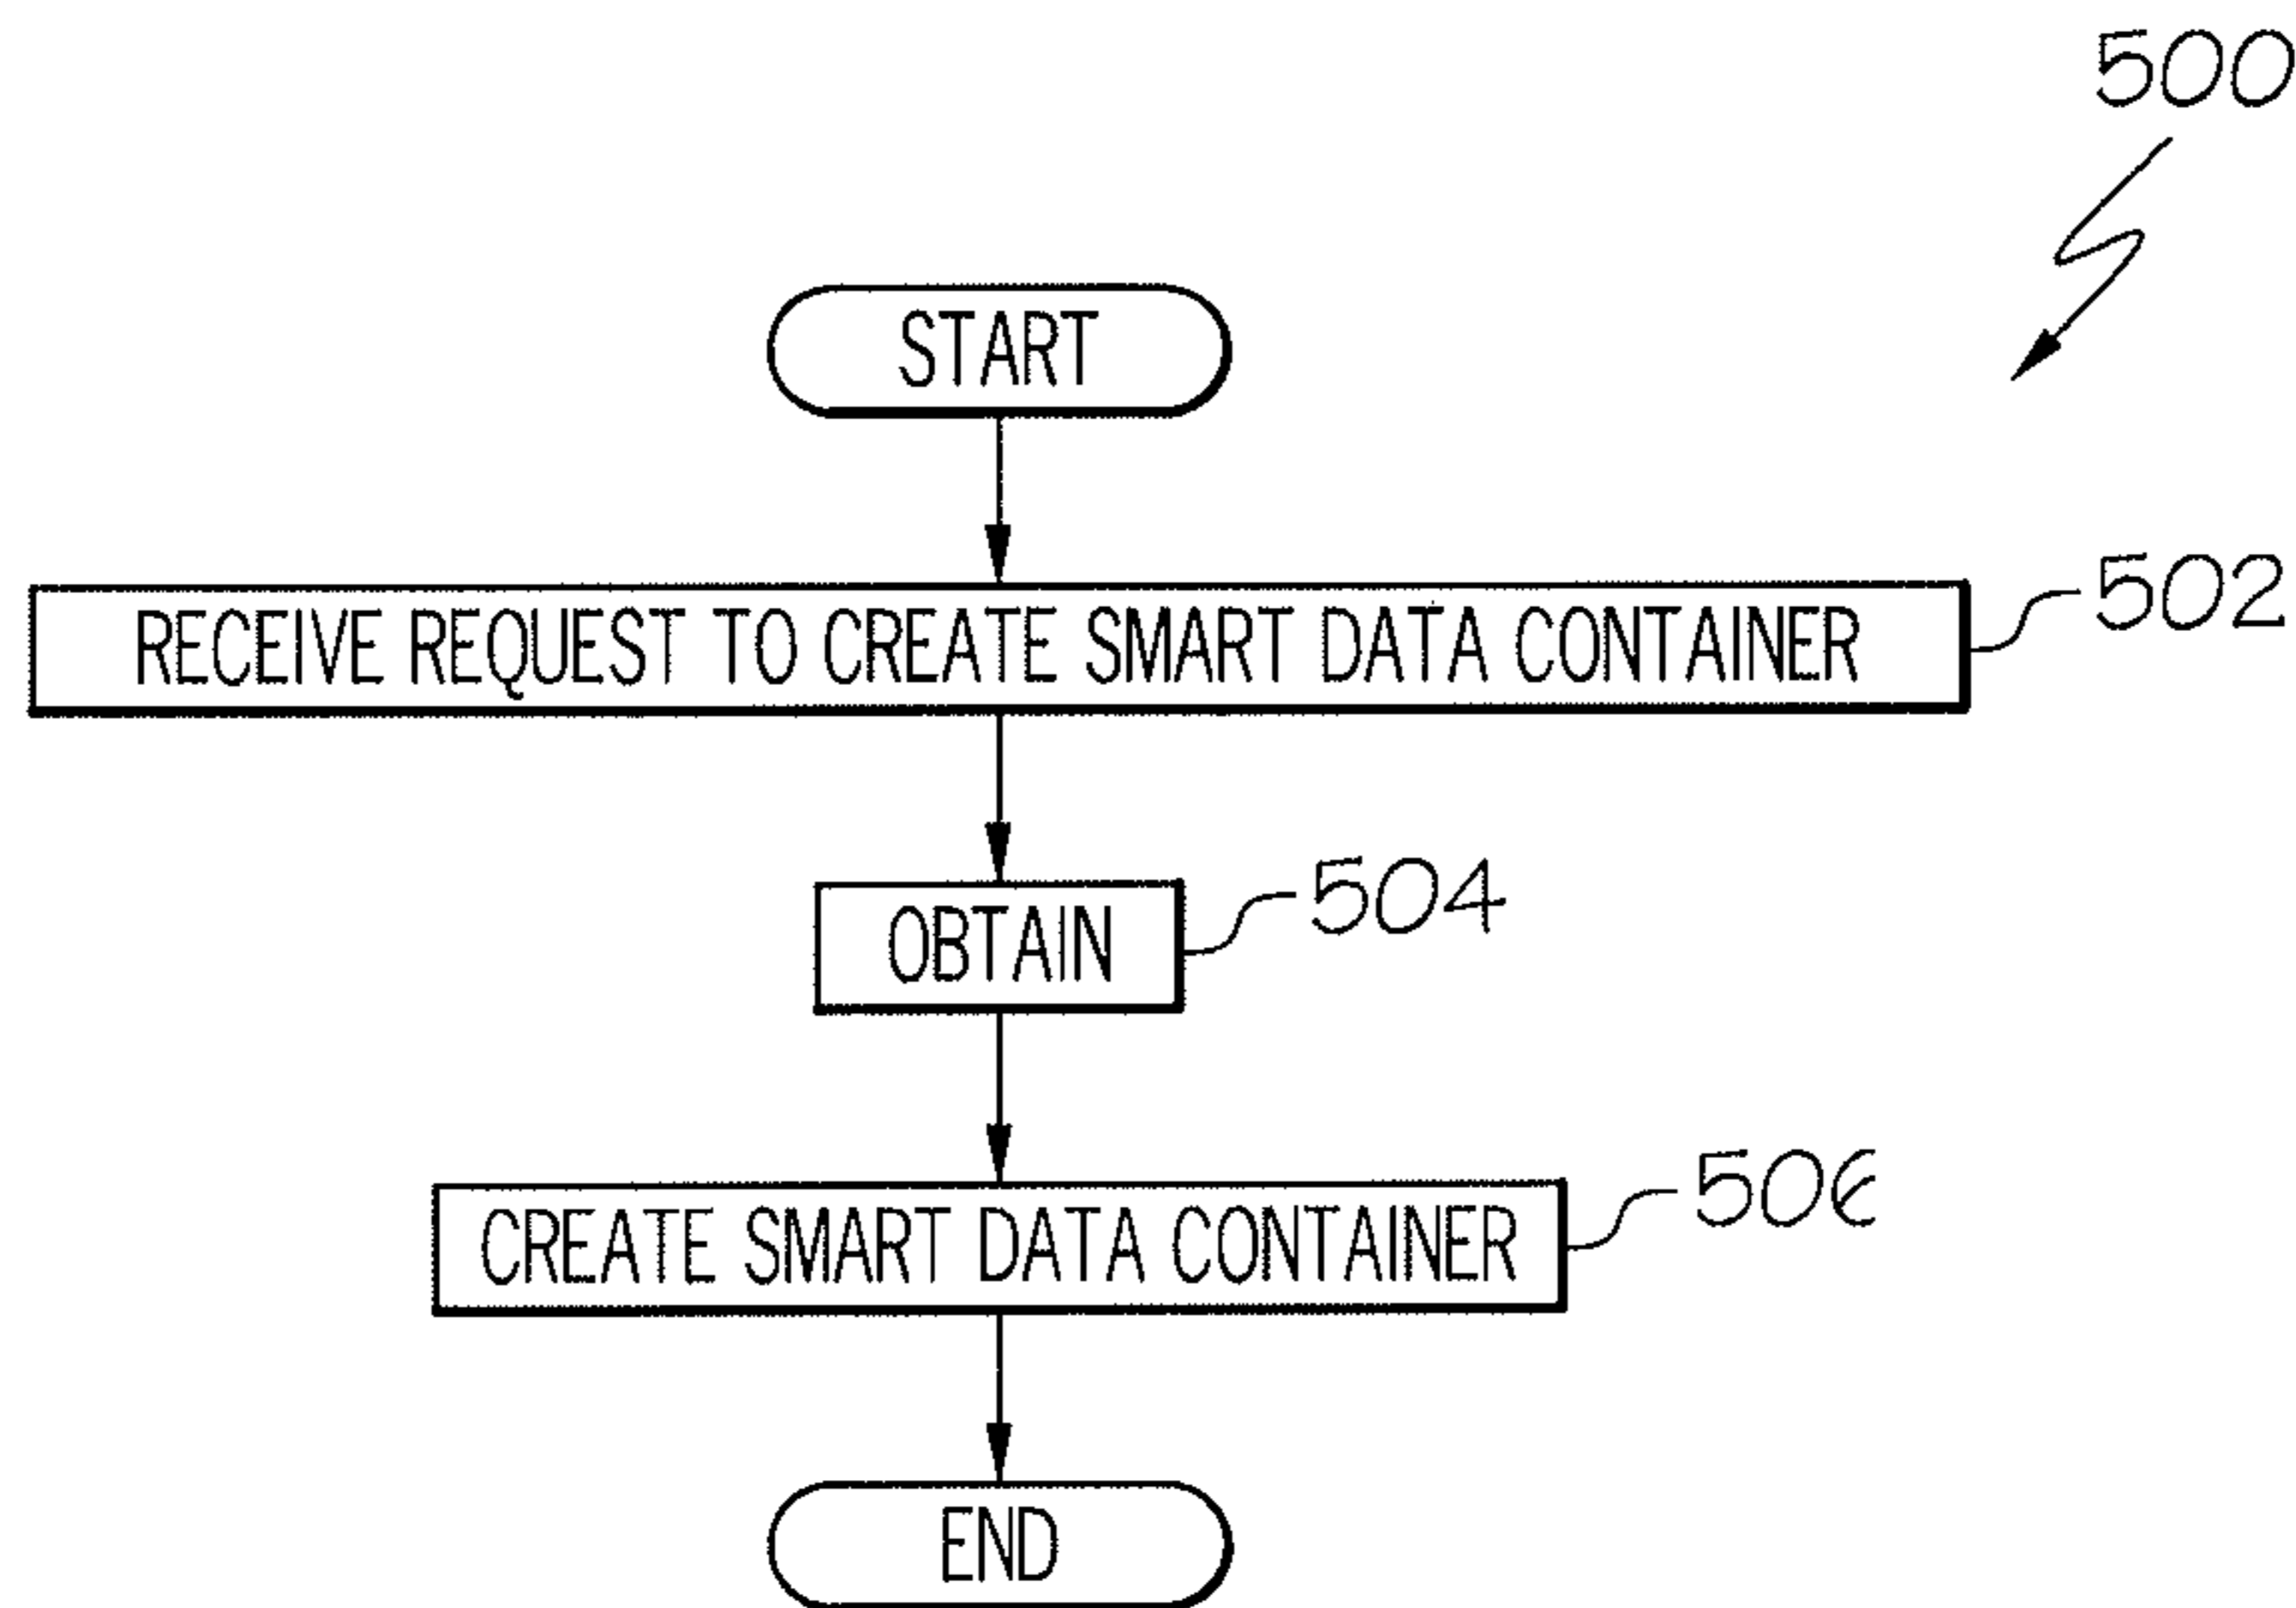 500
START
RECEIVE REQUEST TO CREATE SMART DATA CONTAINER
502
OBTAIN
504
CREATE SMART DATA CONTAINER
506
END